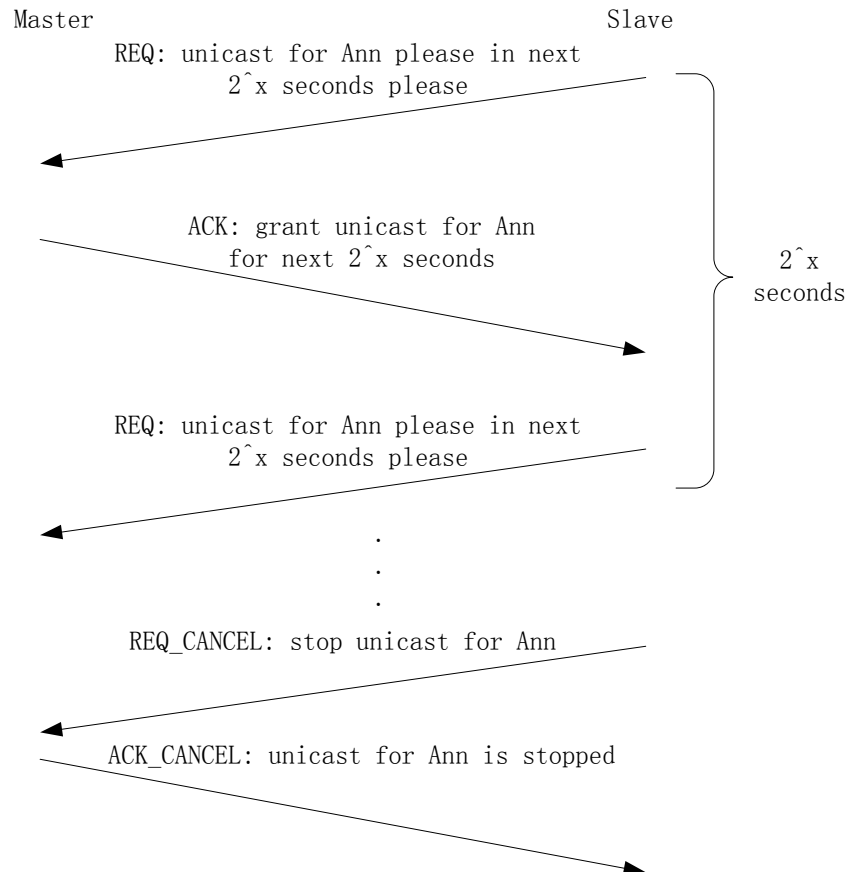 Master
Slave
REQ: unicast for Ann please in next
2^x seconds please
ACK: grant unicast for Ann
for next 2^x seconds
2^x
seconds
REQ: unicast for Ann please in next
2^x seconds please
.
.
.
REQ_CANCEL: stop unicast for Ann
ACK_CANCEL: unicast for Ann is stopped